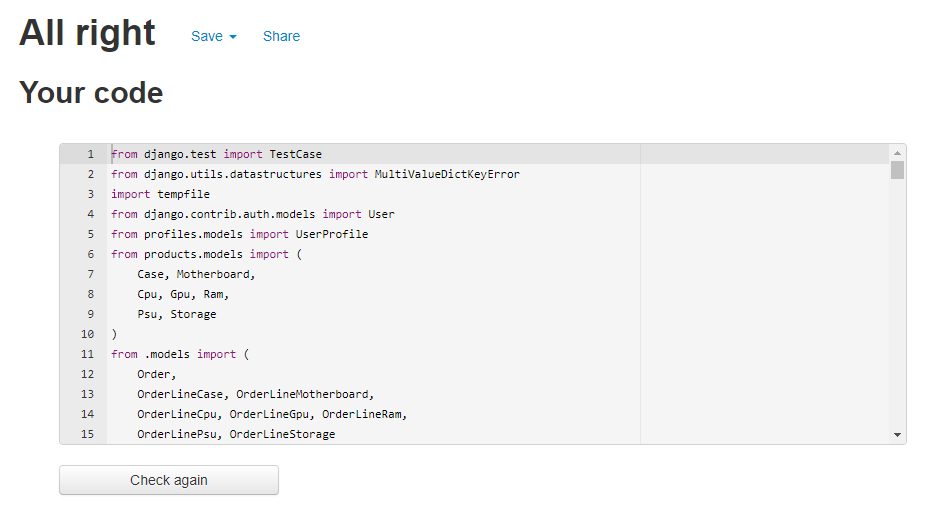 All right Save Share
Your code
1 from django.test import TestCase
2 from django.utils.datastructures import MultiValueDictKeyError
3 import tempfile
4 from django.contrib.auth.models import User
5 from profiles.models import UserProfile
6 from products.models import (
7     Case, Motherboard,
8     Cpu, Gpu, Ram,
9     Psu, Storage
10 )
11 from .models import (
12     Order,
13     OrderLineCase, OrderLineMotherboard,
14     OrderLineCpu, OrderLineGpu, OrderLineRam,
15     OrderLinePsu, OrderLineStorage
Check again